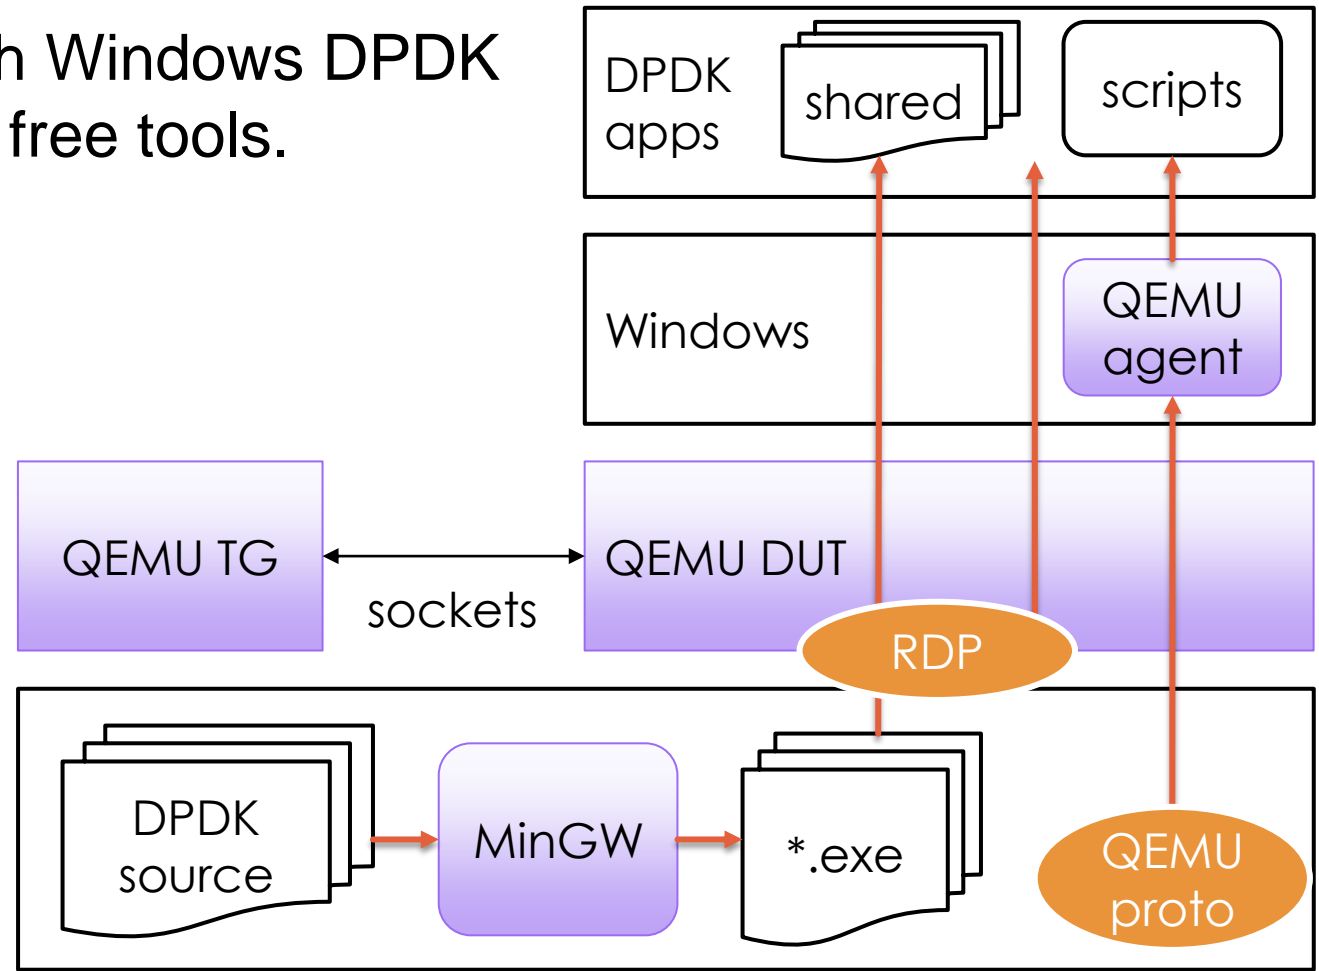 h Windows DPDK
free tools.
DPDK
apps
shared
scripts
Windows
QEMU
agent
QEMU TG
sockets
QEMU DUT
RDP
DPDK
source
MinGW
*.exe
QEMU
proto